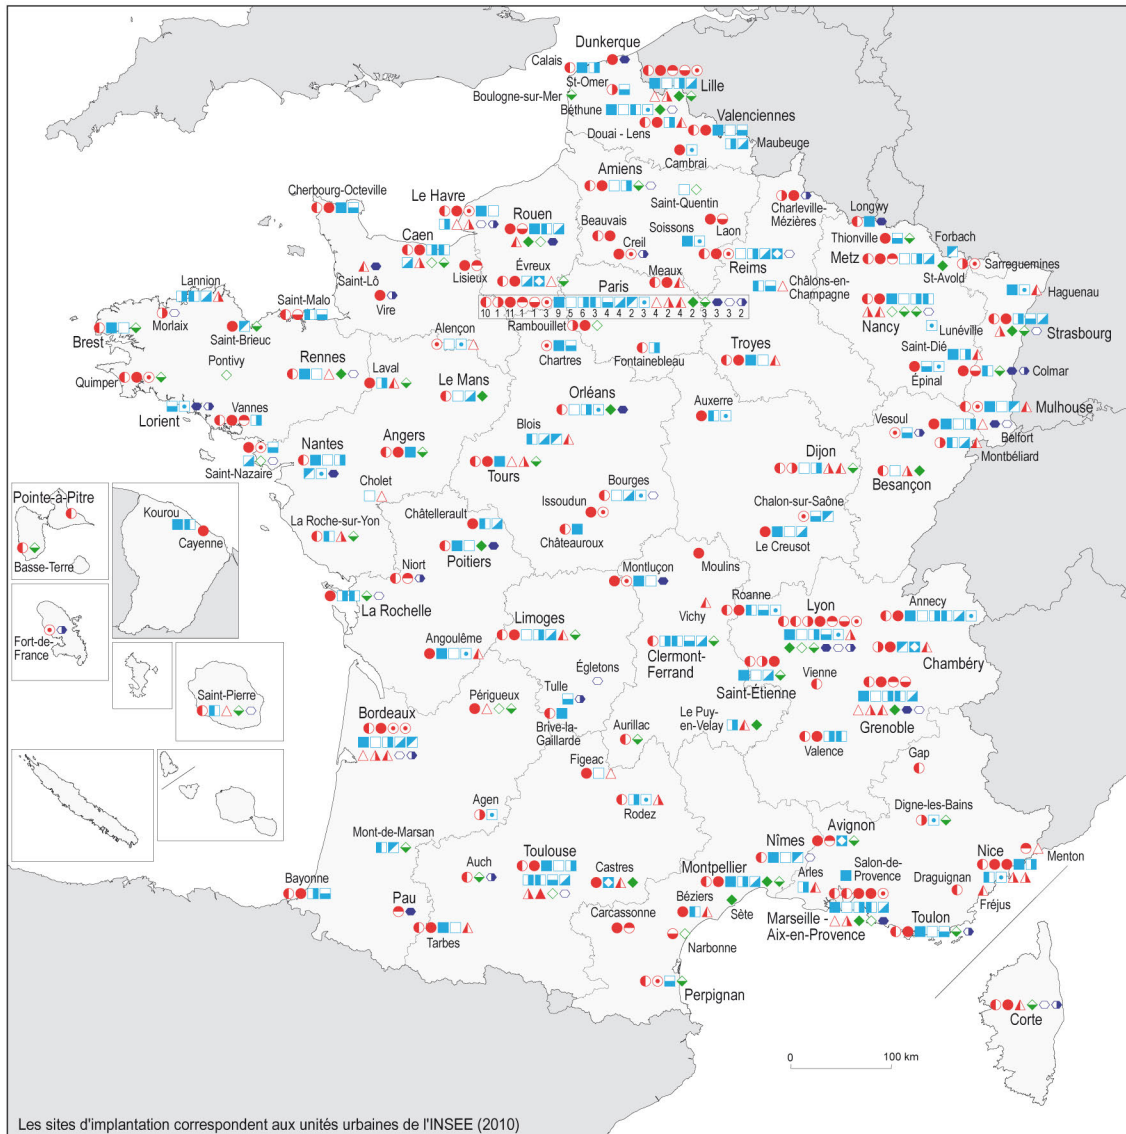 Dunkerque
Calais
St-Omer
Lille
Boulogne-sur-Mer
Béthune
Valenciennes
Douai - Lens
Maubeuge
Cambrai
Amiens
Cherbourg-Octeville
Le Havre
Saint-Quentin
Charleville-
Mézières
Longwy
Rouen
Beauvais
Soissons
Laon
Thionville
Forbach
Caen
Creil
Metz
Lisieux
Évreux
Reims
St-Avold
Sarreguemines
Saint-Lô
Meaux
Châlons-en-
Champagne
Lannion
Paris
Haguenau
Saint-Malo
Vire
10 1 11 1 1 3 9 5 5 6 4 4 2 3 4 4 2 2 3 3 3 2
Morlaix
Rambouillet
Nancy
Lunéville
Strasbourg
Brest
Saint-Brieuc
Alençon
Saint-Dié
Chartres
Fontainebleau
Troyes
Pontivy
Rennes
Laval
Épinal
Colmar
Quimper
Le Mans
Orléans
Auxerre
Vannes
Mulhouse
Lorient
Blois
Vesoul
Belfort
Nantes
Angers
Montbéliard
Saint-Nazaire
Tours
Dijon
Besançon
Cholet
Bourges
Pointe-à-Pitre
Issoudun
Chalon-sur-Saône
Kourou
La Roche-sur-Yon
Châtellerault
Châteauroux
Le Creusot
Cayenne
Basse-Terre
Poitiers
Moulins
Niort
Montluçon
La Rochelle
Vichy
Roanne
Lyon
Annecy
Limoges
Fort-de-
France
Angoulême
Clermont-
Ferrand
Chambéry
Saint-Étienne
Vienne
Égletons
Saint-Pierre
Périgueux
Tulle
Bordeaux
Brive-la-
Gaillarde
Le Puy-
en-Velay
Grenoble
Aurillac
Valence
Gap
Figeac
Agen
Rodez
Digne-les-Bains
Mont-de-Marsan
Avignon
Nîmes
Toulouse
Nice
Menton
Auch
Castres
Montpellier
Salon-de-
Provence
Bayonne
Arles
Draguignan
Pau
Béziers
Fréjus
Carcassonne
Sète
Marseille -
Aix-en-Provence
Toulon
Tarbes
Narbonne
Perpignan
Corte
0 100 km
Les sites d'implantation correspondent aux unités urbaines de l'INSEE (2010)